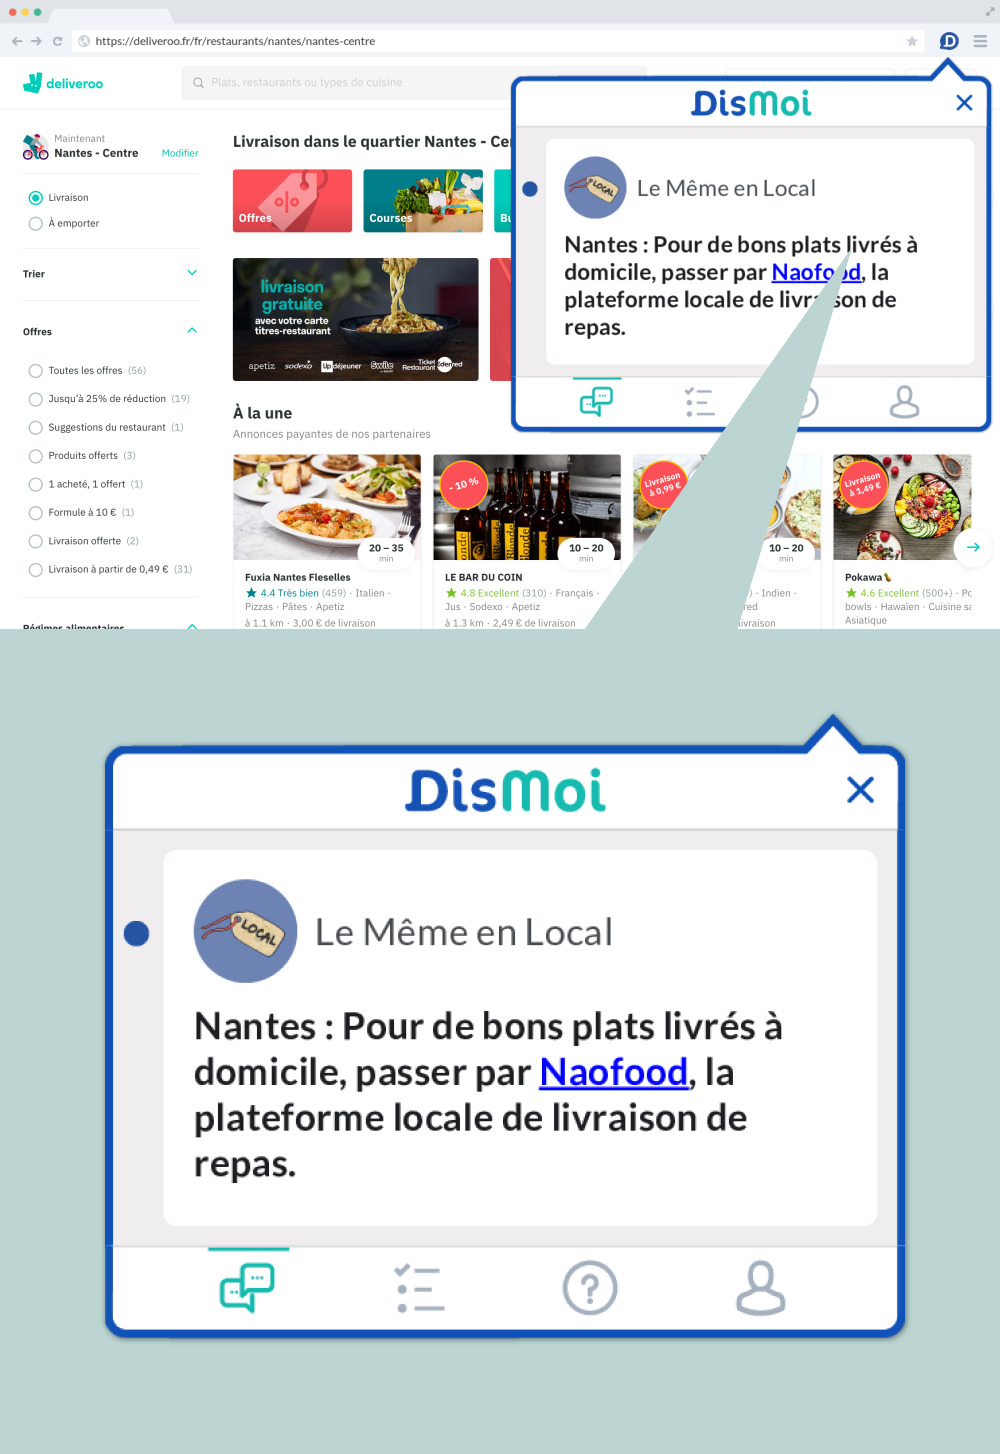 https://deliveroo.fr/fr/restaurants/nantes/nantes-centre
deliveroo
Plats, restaurants ou types de cuisine
DisMoi
Maintenant
Nantes - Centre
Modifier
Livraison
À emporter
Trier
Offres
Toutes les offres (56)
Jusqu'à 25% de réduction (19)
Suggestions du restaurant (1)
Produits offerts (3)
1 acheté, 1 offert (1)
Formule à 10 € (1)
Livraison offerte (2)
Livraison à partir de 0,49 € (31)
Régimes alimentaires
Livraison dans le quartier Nantes - Ce
Offres
Courses
livraison
gratuite
avec votre carte
titres-restaurant
apetiz sodexo Up déjeuner Swile Ticket Restaurant Edenred
LOCAL
Le Même en Local
Nantes : Pour de bons plats livrés à
domicile, passer par Naofood, la
plateforme locale de livraison de
repas.
À la une
Annonces payantes de nos partenaires
20 – 35
min
Fuxia Nantes Fleselles
4.4 Très bien (459) · Italien ·
Pizzas · Pâtes · Apetiz
à 1.1 km · 3,00 € de livraison
- 10 %
Blonde Blonde Blonde Blonde
10 – 20
min
LE BAR DU COIN
4.8 Excellent (310) · Français ·
Jus · Sodexo · Apetiz
à 1.3 km · 2,49 € de livraison
Livraison
à 0,99 €
10 – 20
min
· Indien ·
red
ivraison
Livraison
à 1,49 €
Pokawa
4.6 Excellent (500+) · Po
bowls · Hawaïen · Cuisine sa
Asiatique
DisMoi
LOCAL
Le Même en Local
Nantes : Pour de bons plats livrés à
domicile, passer par Naofood, la
plateforme locale de livraison de
repas.